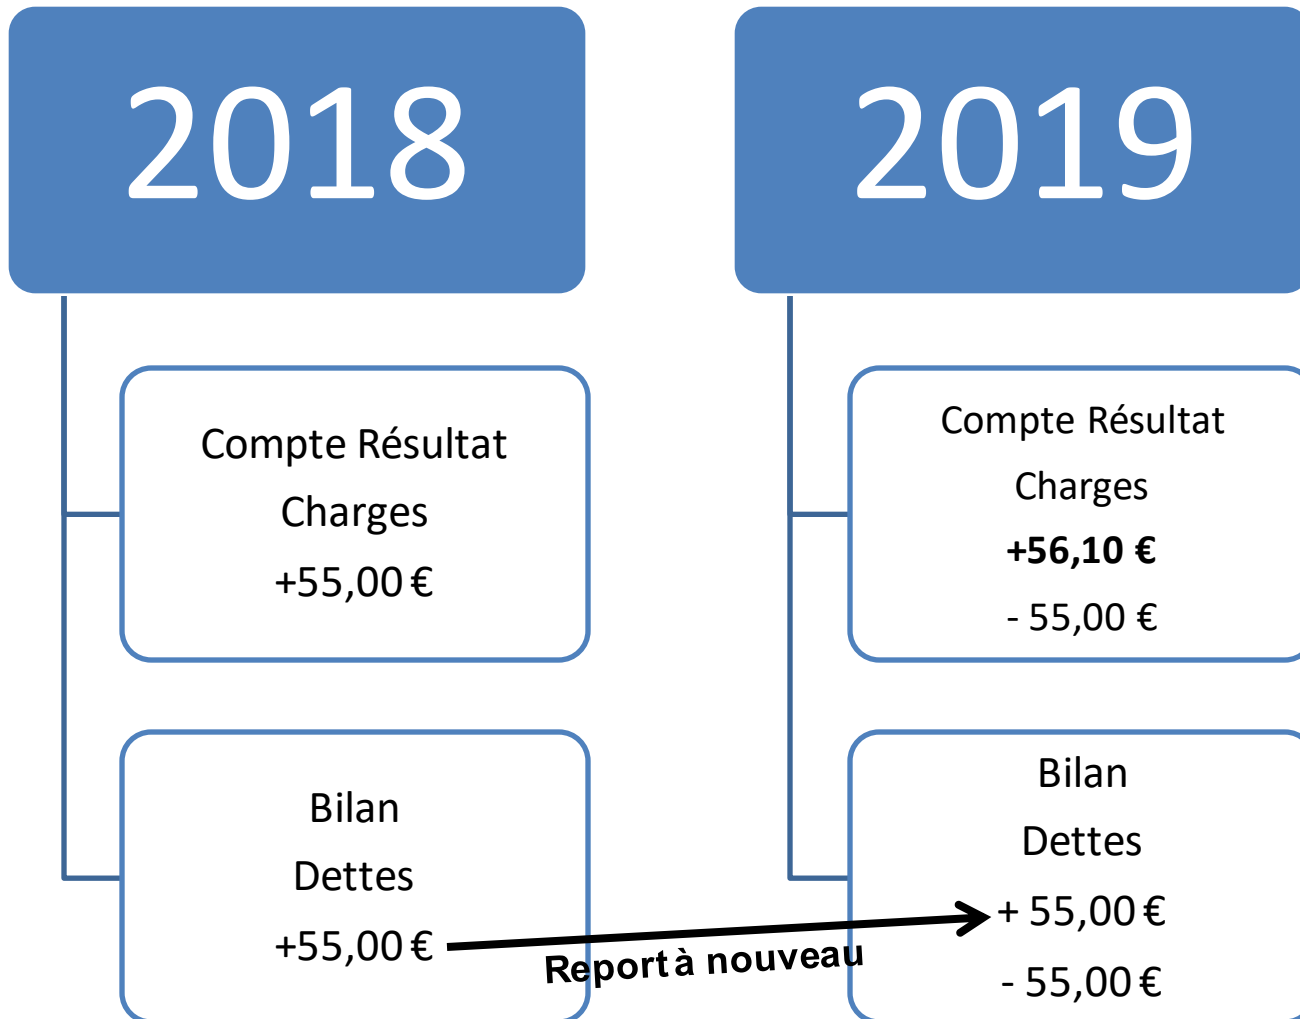 2018
Compte Résultat
Charges
+55,00 €
Bilan
Dettes
+55,00 €
Report à nouveau
2019
Compte Résultat
Charges
+56,10 €
- 55,00 €
Bilan
Dettes
+ 55,00 €
- 55,00 €